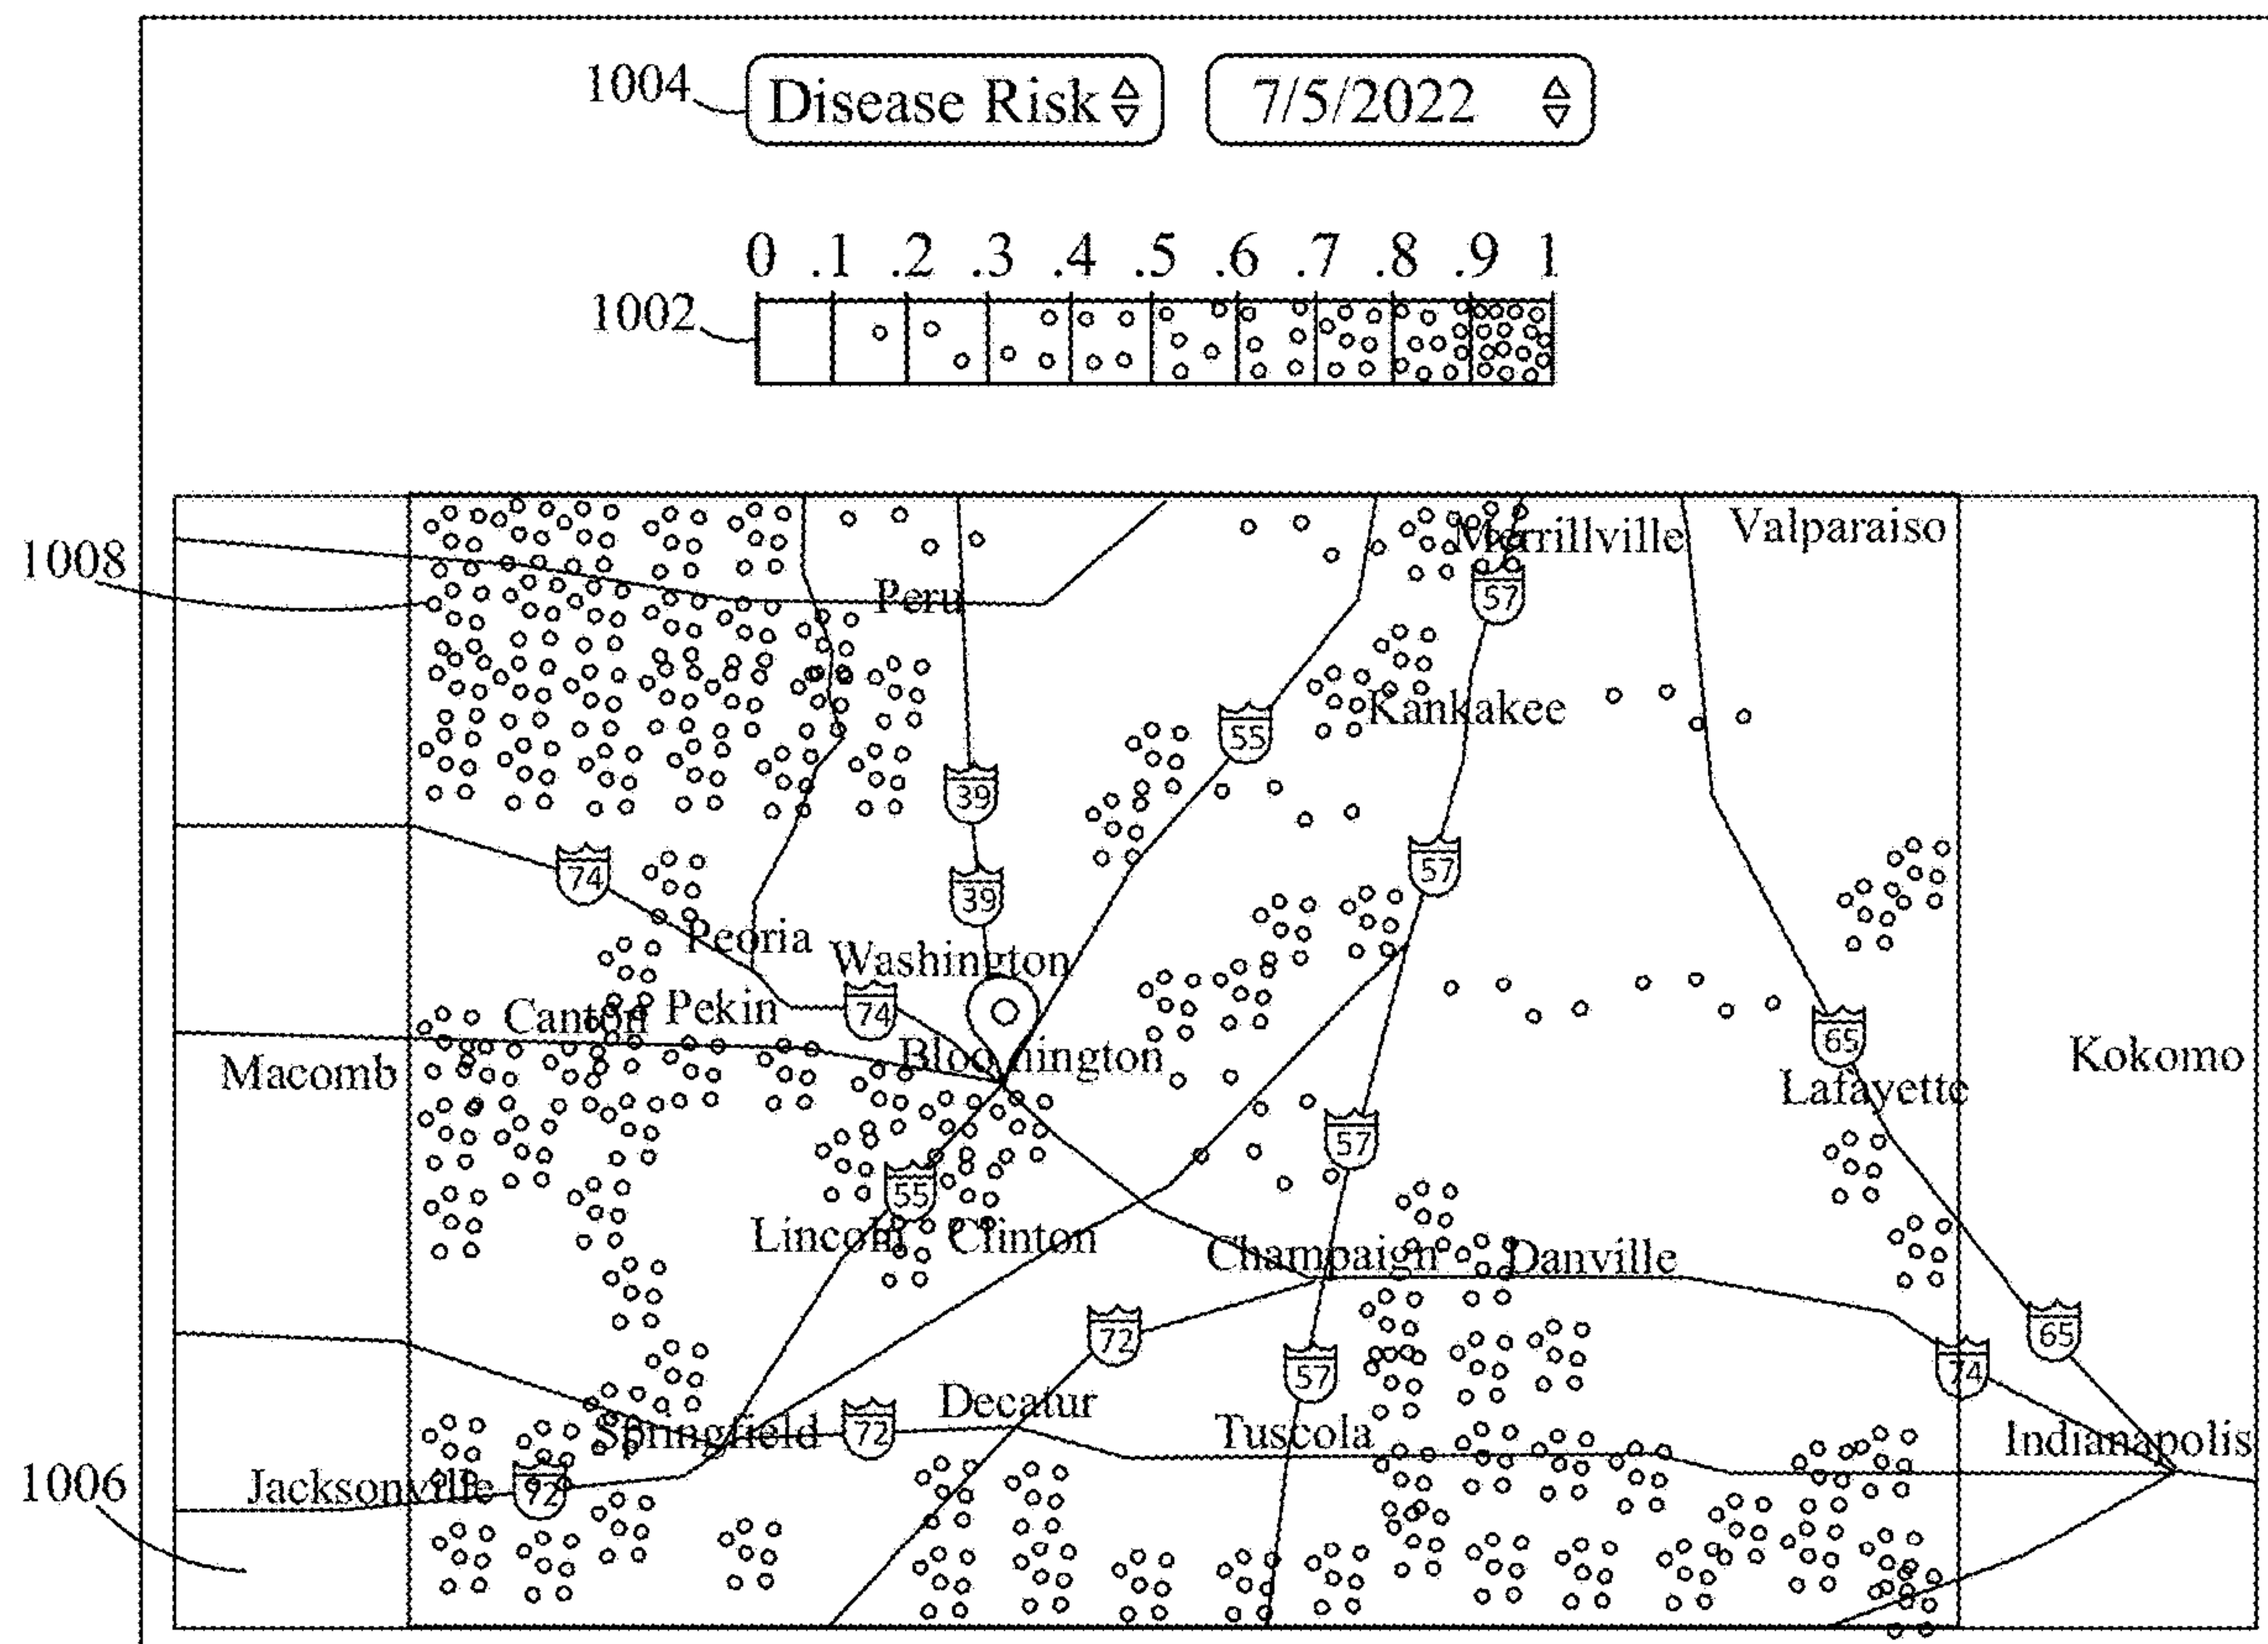 1004 Disease Risk 7/5/2022
0 .1 .2 .3 .4 .5 .6 .7 .8 .9 1
1002
Merrillville Valparaiso
1008
57
Peru
Kankakee
55
39
57
74
39
Peoria
Washington
Canton Pekin 74
65
Macomb Bloomington Kokomo
Lafayette
57
55
Lincoln Clinton
Champaign Danville
72 65
57 74
Decatur
Springfield 72 Tuscola Indianapolis
Jacksonville 72
1006